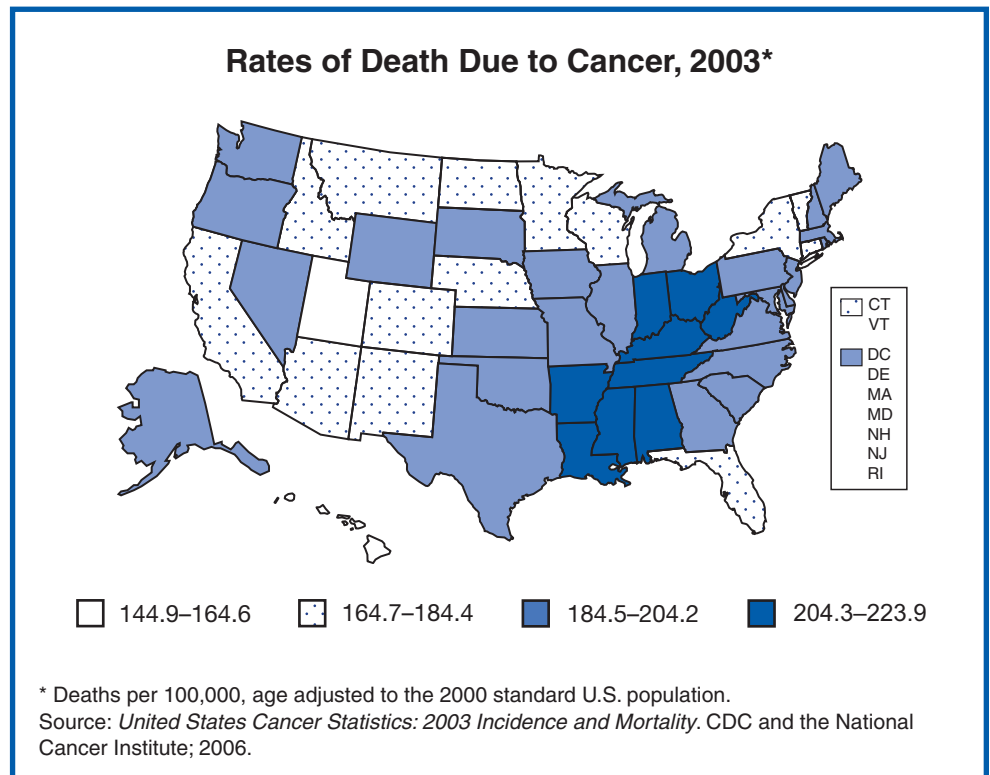 Rates of Death Due to Cancer, 2003*
CT
VT
DC
DE
MA
MD
NH
NJ
RI
144.9–164.6 164.7–184.4 184.5–204.2 204.3–223.9
* Deaths per 100,000, age adjusted to the 2000 standard U.S. population.
Source: United States Cancer Statistics: 2003 Incidence and Mortality. CDC and the National
Cancer Institute; 2006.